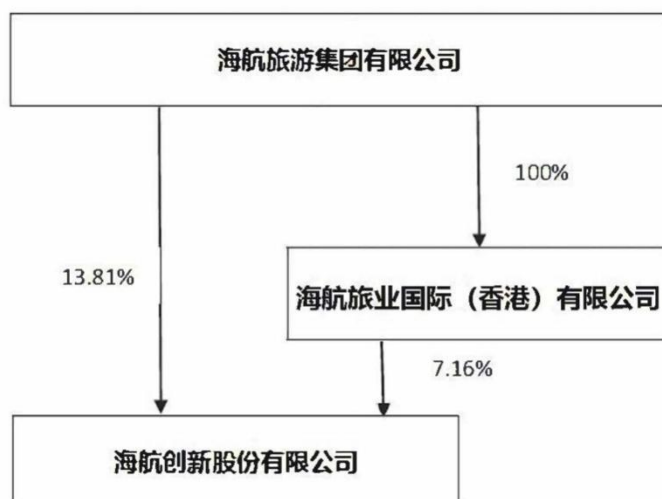 海航旅游集团有限公司
100%
13.81%
海航旅业国际（香港）有限公司
7.16%
海航创新股份有限公司